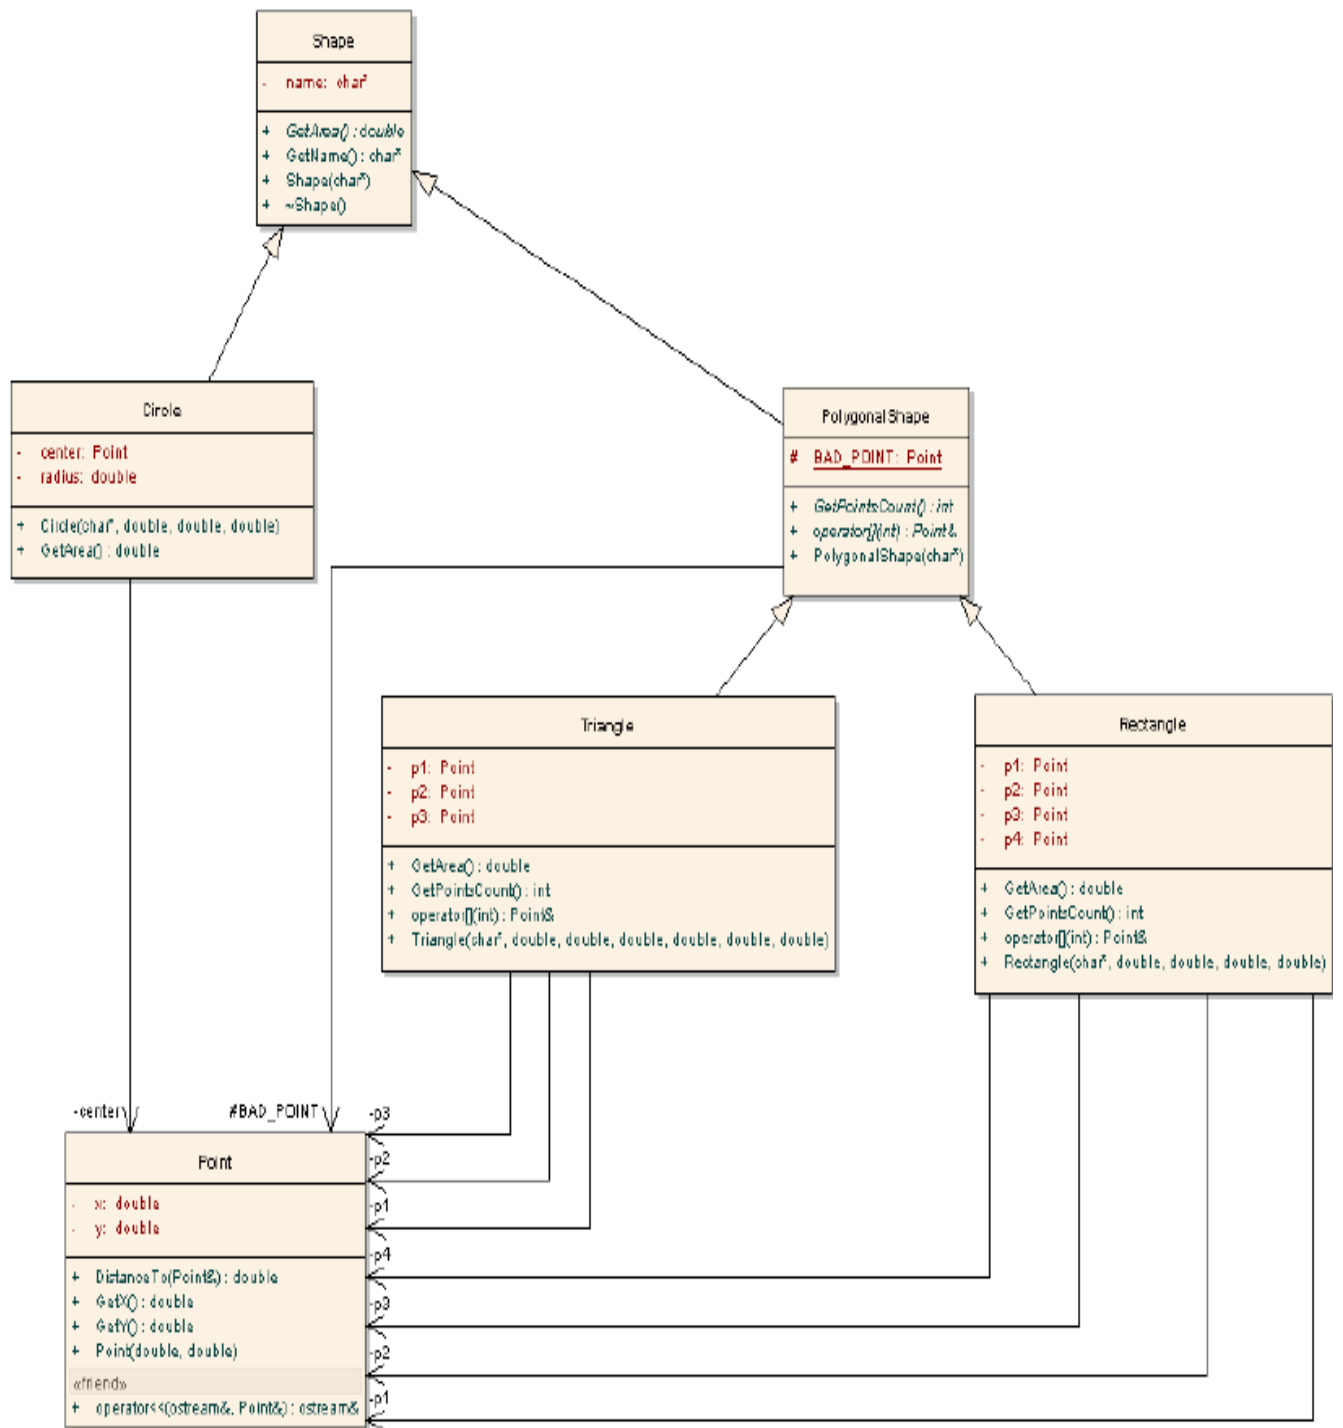 Shape
- name: char*
+ GetArea() : double
+ GetName() : char*
+ Shape(char*)
+ ~Shape()
Circle
- center: Point
- radius: double
+ Circle(char*, double, double, double)
+ GetArea() : double
PolygonalShape
# BAD_POINT: Point
+ GetPointsCount() : int
+ operator[](int) : Point&
+ PolygonalShape(char*)
Triangle
- p1: Point
- p2: Point
- p3: Point
+ GetArea() : double
+ GetPointsCount() : int
+ operator[](int) : Point&
+ Triangle(char*, double, double, double, double, double, double)
Rectangle
- p1: Point
- p2: Point
- p3: Point
- p4: Point
+ GetArea() : double
+ GetPointsCount() : int
+ operator[](int) : Point&
+ Rectangle(char*, double, double, double, double)
-center
#BAD_POINT
-p3
-p2
-p1
-p4
-p3
-p2
-p1
Point
- x: double
- y: double
+ DistanceTo(Point&) : double
+ GetX() : double
+ GetY() : double
+ Point(double, double)
«friend»
+ operator<<(ostream&, Point&) : ostream&